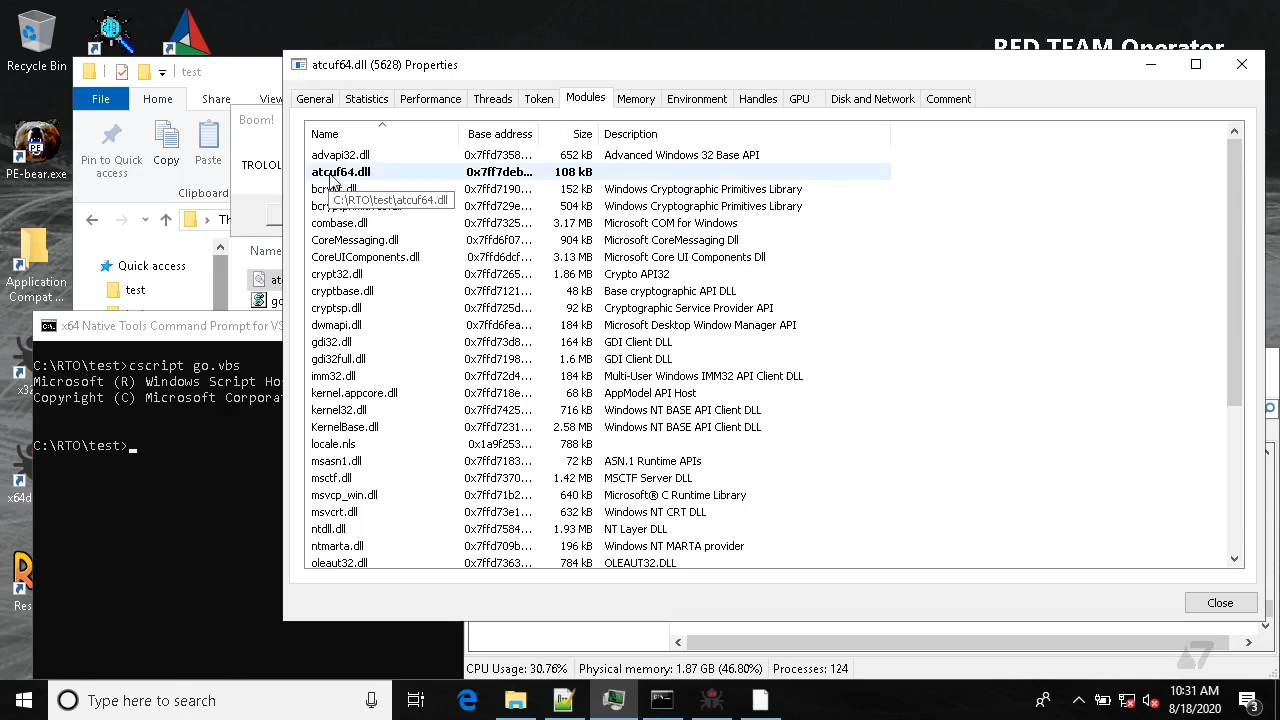 Recycle Bin
PE-bear.exe
Application
Compat ...
RED TEAM Operator
test
File
Home
Share
View
Pin to Quick
access
Copy
Paste
Clipboard
Quick access
test
Name
Boom!
atcuf64.dll (5628) Properties
General
Statistics
Performance
Threads
Token
Modules
Memory
Environment
Handles
GPU
Disk and Network
Comment
Name Base address Size Description
advapi32.dll 0x7ffd7358... 652 kB Advanced Windows 32 Base API
atcuf64.dll 0x7ff7deb... 108 kB
0x7ffd7190... 152 kB Windows Cryptographic Primitives Library
C:\RTO\test\atcuf64.dll
0x7ffd729e... 504 kB Windows Cryptographic Primitives Library
combase.dll 0x7ffd7325... 3.17 MB Microsoft COM for Windows
CoreMessaging.dll 0x7ffd6f07... 904 kB Microsoft CoreMessaging Dll
CoreUIComponents.dll 0x7ffd6dcf... 3.13 MB Microsoft Core UI Components Dll
crypt32.dll 0x7ffd7265... 1.86 MB Crypto API32
cryptbase.dll 0x7ffd7121... 48 kB Base cryptographic API DLL
cryptsp.dll 0x7ffd725d... 92 kB Cryptographic Service Provider API
dwmapi.dll 0x7ffd6fea... 184 kB Microsoft Desktop Window Manager API
gdi32.dll 0x7ffd73d8... 164 kB GDI Client DLL
gdi32full.dll 0x7ffd7198... 1.6 MB GDI Client DLL
imm32.dll 0x7ffd72d4... 184 kB Multi-User Windows IMM32 API Client DLL
kernel.appcore.dll 0x7ffd718e... 68 kB AppModel API Host
kernel32.dll 0x7ffd7425... 716 kB Windows NT BASE API Client DLL
KernelBase.dll 0x7ffd7231... 2.58 MB Windows NT BASE API Client DLL
locale.nls 0x1a9f253... 788 kB
msasn1.dll 0x7ffd7183... 72 kB ASN.1 Runtime APIs
msctf.dll 0x7ffd7370... 1.42 MB MSCTF Server DLL
msvcp_win.dll 0x7ffd71b2... 640 kB Microsoft® C Runtime Library
msvcrt.dll 0x7ffd73e1... 632 kB Windows NT CRT DLL
ntdll.dll 0x7ffd7584... 1.93 MB NT Layer DLL
ntmarta.dll 0x7ffd709b... 196 kB Windows NT MARTA provider
oleaut32.dll 0x7ffd7363... 784 kB OLEAUT32.DLL
Close
x64 Native Tools Command Prompt for VS
C:\RTO\test>cscript go.vbs
Microsoft (R) Windows Script Ho
Copyright (C) Microsoft Corpora
C:\RTO\test>
CPU Usage: 30.76% Physical memory: 1.87 GB (46.80%) Processes: 124
Type here to search
10:31 AM
8/18/2020
3